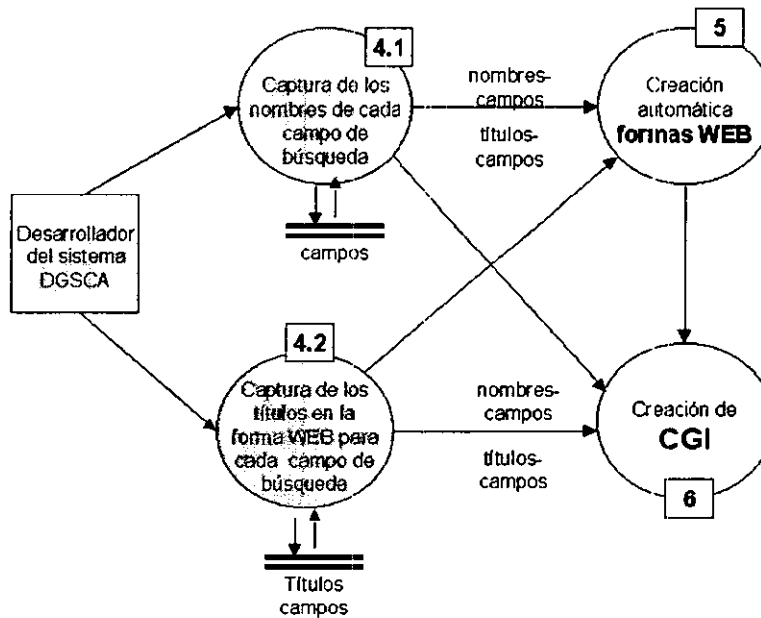 4.1
Captura de los
nombres de cada
campo de
búsqueda
campos
nombres-
campos
títulos-
campos
5
Creación
automática
formas WEB
Desarrollador
del sistema
DGSCA
4.2
Captura de los
títulos en la
forma WEB para
cada campo de
búsqueda
Títulos
campos
nombres-
campos
títulos-
campos
Creación de
CGI
6